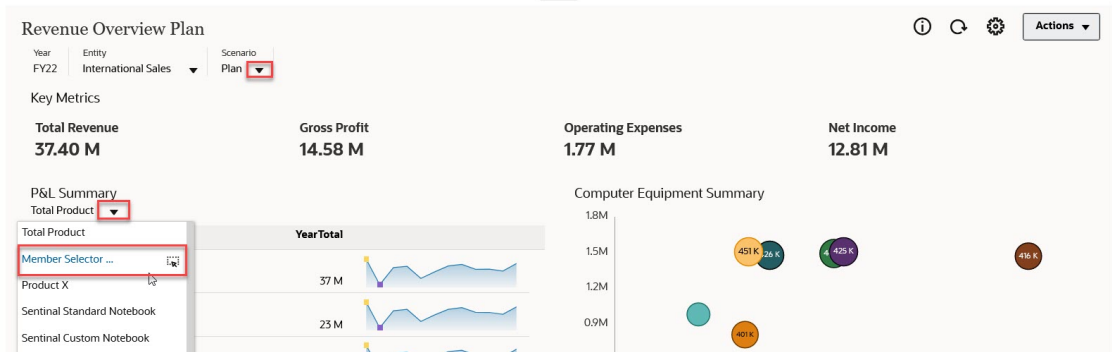 Revenue Overview Plan
Actions
Year Entity Scenario
FY22 International Sales Plan
Key Metrics
Total Revenue Gross Profit Operating Expenses Net Income
37.40 M 14.58 M 1.77 M 12.81 M
P&L Summary
Total Product
Total Product
Member Selector ...
Product X
Sentinal Standard Notebook
Sentinal Custom Notebook
YearTotal
37 M
23 M
Computer Equipment Summary
1.8M
1.5M
1.2M
0.9M
451 K
425 K
416 K
401 K